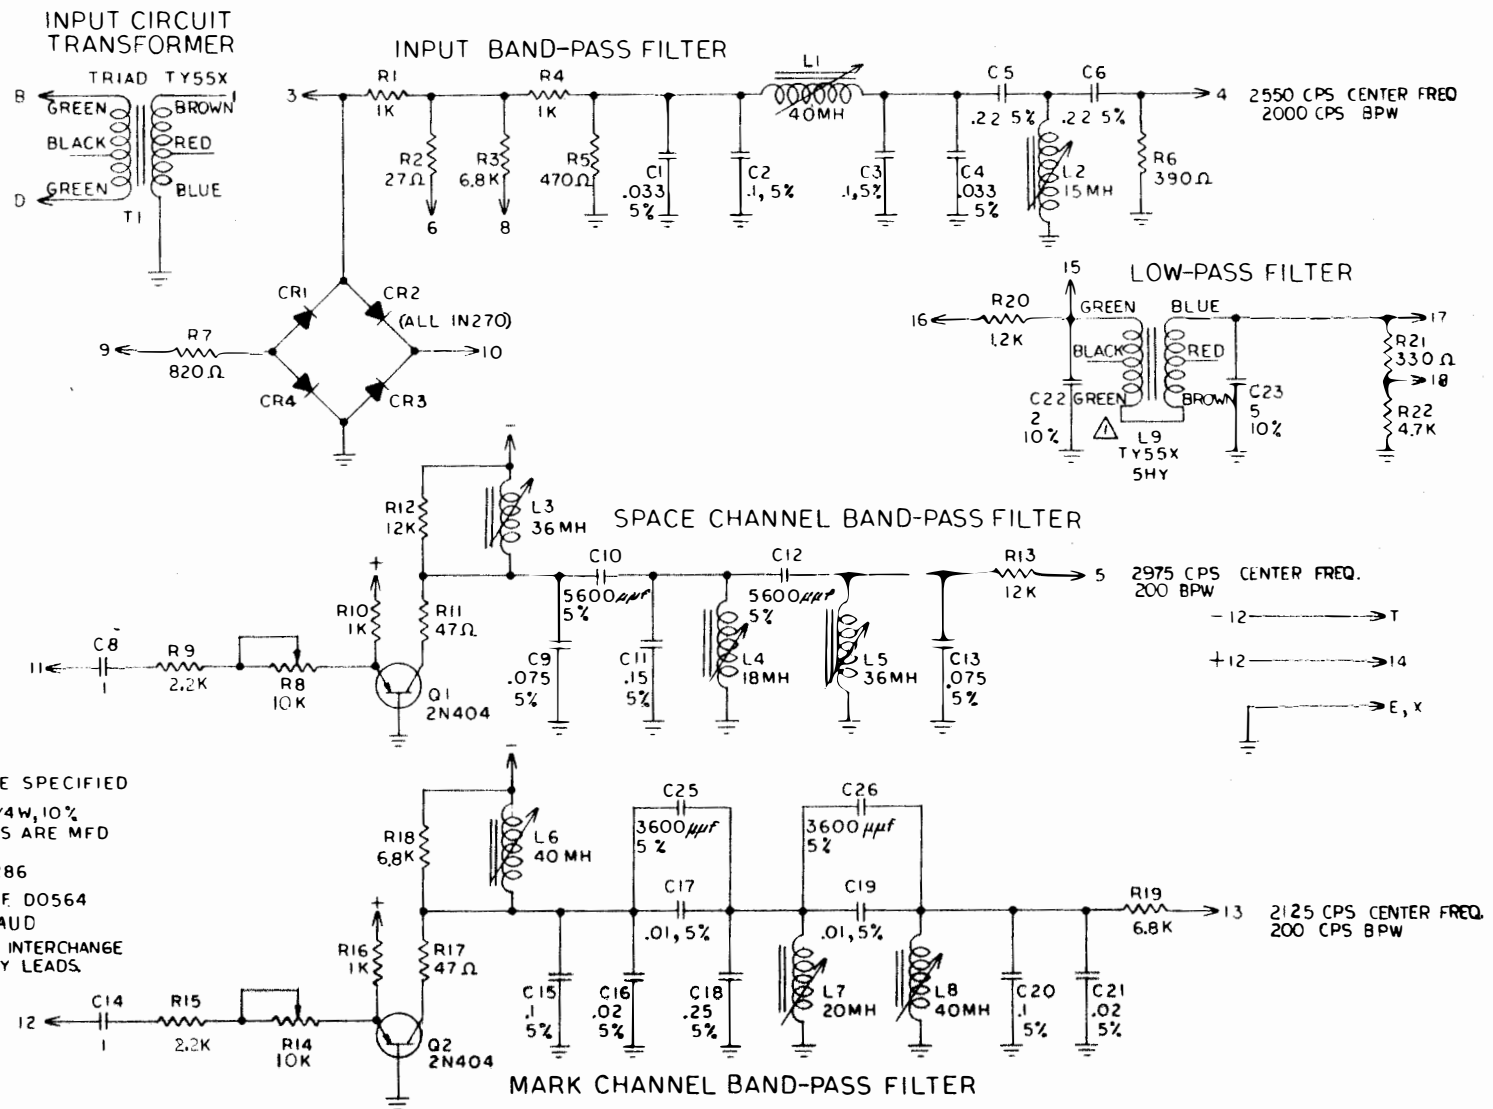 INPUT CIRCUIT
TRANSFORMER
TRIAD TY55X
B
GREEN
BROWN
1
BLACK
RED
D
GREEN
BLUE
T1
INPUT BAND-PASS FILTER
3
R1
1K
R4
1K
R2
27Ω
6
R3
6.8K
8
R5
470Ω
C1
.033
5%
C2
.1, 5%
L1
40MH
C3
.1, 5%
C4
.033
5%
C5
.22 5%
C6
.22 5%
L2
15MH
R6
390Ω
4
2550 CPS CENTER FREQ
2000 CPS BPW
CR1
CR2
(ALL IN270)
9
R7
820Ω
10
CR4
CR3
LOW-PASS FILTER
15
16
R20
1.2K
GREEN
BLUE
17
BLACK
RED
R21
330Ω
18
C22
2
10%
GREEN
BROWN
1
L9
TY55X
5HY
C23
5
10%
R22
4.7K
SPACE CHANNEL BAND-PASS FILTER
-
R12
12K
L3
36MH
C10
5600μμf
5%
C12
5600μμf
5%
R13
12K
5
2975 CPS CENTER FREQ.
200 BPW
+
R10
1K
R11
47Ω
11
C8
1
R9
2.2K
R8
10K
Q1
2N404
C9
.075
5%
C11
.15
5%
L4
18MH
L5
36MH
C13
.075
5%
-12
T
+12
14
E, X
E SPECIFIED
/4W, 10%
S ARE MFD
86
F DO564
AUD
INTERCHANGE
Y LEADS.
-
R18
6.8K
L6
40MH
C25
3600μμf
5%
C26
3600μμf
5%
C17
.01, 5%
C19
.01, 5%
R19
6.8K
13
2125 CPS CENTER FREQ.
200 CPS BPW
+
R16
1K
R17
47Ω
12
C14
1
R15
2.2K
R14
10K
Q2
2N404
C15
.1
5%
C16
.02
5%
C18
.25
5%
L7
20MH
L8
40MH
C20
.1
5%
C21
.02
5%
MARK CHANNEL BAND-PASS FILTER